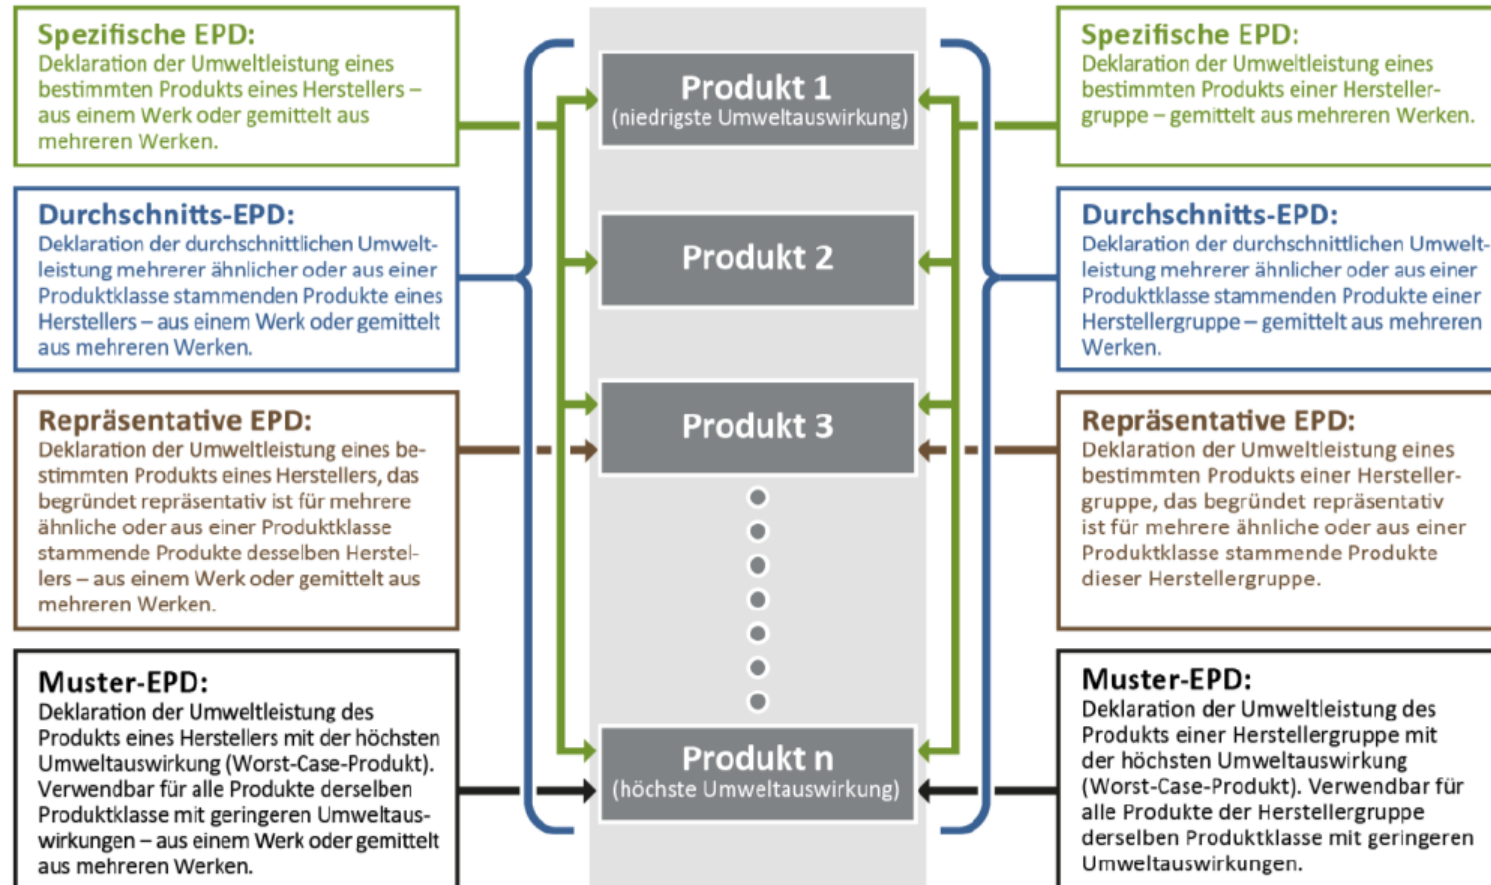 Spezifische EPD:
Deklaration der Umweltleistung eines
bestimmten Produkts eines Herstellers –
aus einem Werk oder gemittelt aus
mehreren Werken.
Durchschnitts-EPD:
Deklaration der durchschnittlichen Umwelt-
leistung mehrerer ähnlicher oder aus einer
Produktklasse stammenden Produkte eines
Herstellers – aus einem Werk oder gemittelt
aus mehreren Werken.
Repräsentative EPD:
Deklaration der Umweltleistung eines be-
stimmten Produkts eines Herstellers, das
begründet repräsentativ ist für mehrere
ähnliche oder aus einer Produktklasse
stammende Produkte desselben Herstel-
lers – aus einem Werk oder gemittelt aus
mehreren Werken.
Muster-EPD:
Deklaration der Umweltleistung des
Produkts eines Herstellers mit der höchsten
Umweltauswirkung (Worst-Case-Produkt).
Verwendbar für alle Produkte derselben
Produktklasse mit geringeren Umweltaus-
wirkungen – aus einem Werk oder gemittelt
aus mehreren Werken.
Produkt 1
(niedrigste Umweltauswirkung)
Produkt 2
Produkt 3
Produkt n
(höchste Umweltauswirkung)
Spezifische EPD:
Deklaration der Umweltleistung eines
bestimmten Produkts einer Hersteller-
gruppe – gemittelt aus mehreren Werken.
Durchschnitts-EPD:
Deklaration der durchschnittlichen Umwelt-
leistung mehrerer ähnlicher oder aus einer
Produktklasse stammenden Produkte einer
Herstellergruppe – gemittelt aus mehreren
Werken.
Repräsentative EPD:
Deklaration der Umweltleistung eines
bestimmten Produkts einer Hersteller-
gruppe, das begründet repräsentativ
ist für mehrere ähnliche oder aus einer
Produktklasse stammende Produkte
dieser Herstellergruppe.
Muster-EPD:
Deklaration der Umweltleistung des
Produkts einer Herstellergruppe mit
der höchsten Umweltauswirkung
(Worst-Case-Produkt). Verwendbar für
alle Produkte der Herstellergruppe
derselben Produktklasse mit geringeren
Umweltauswirkungen.